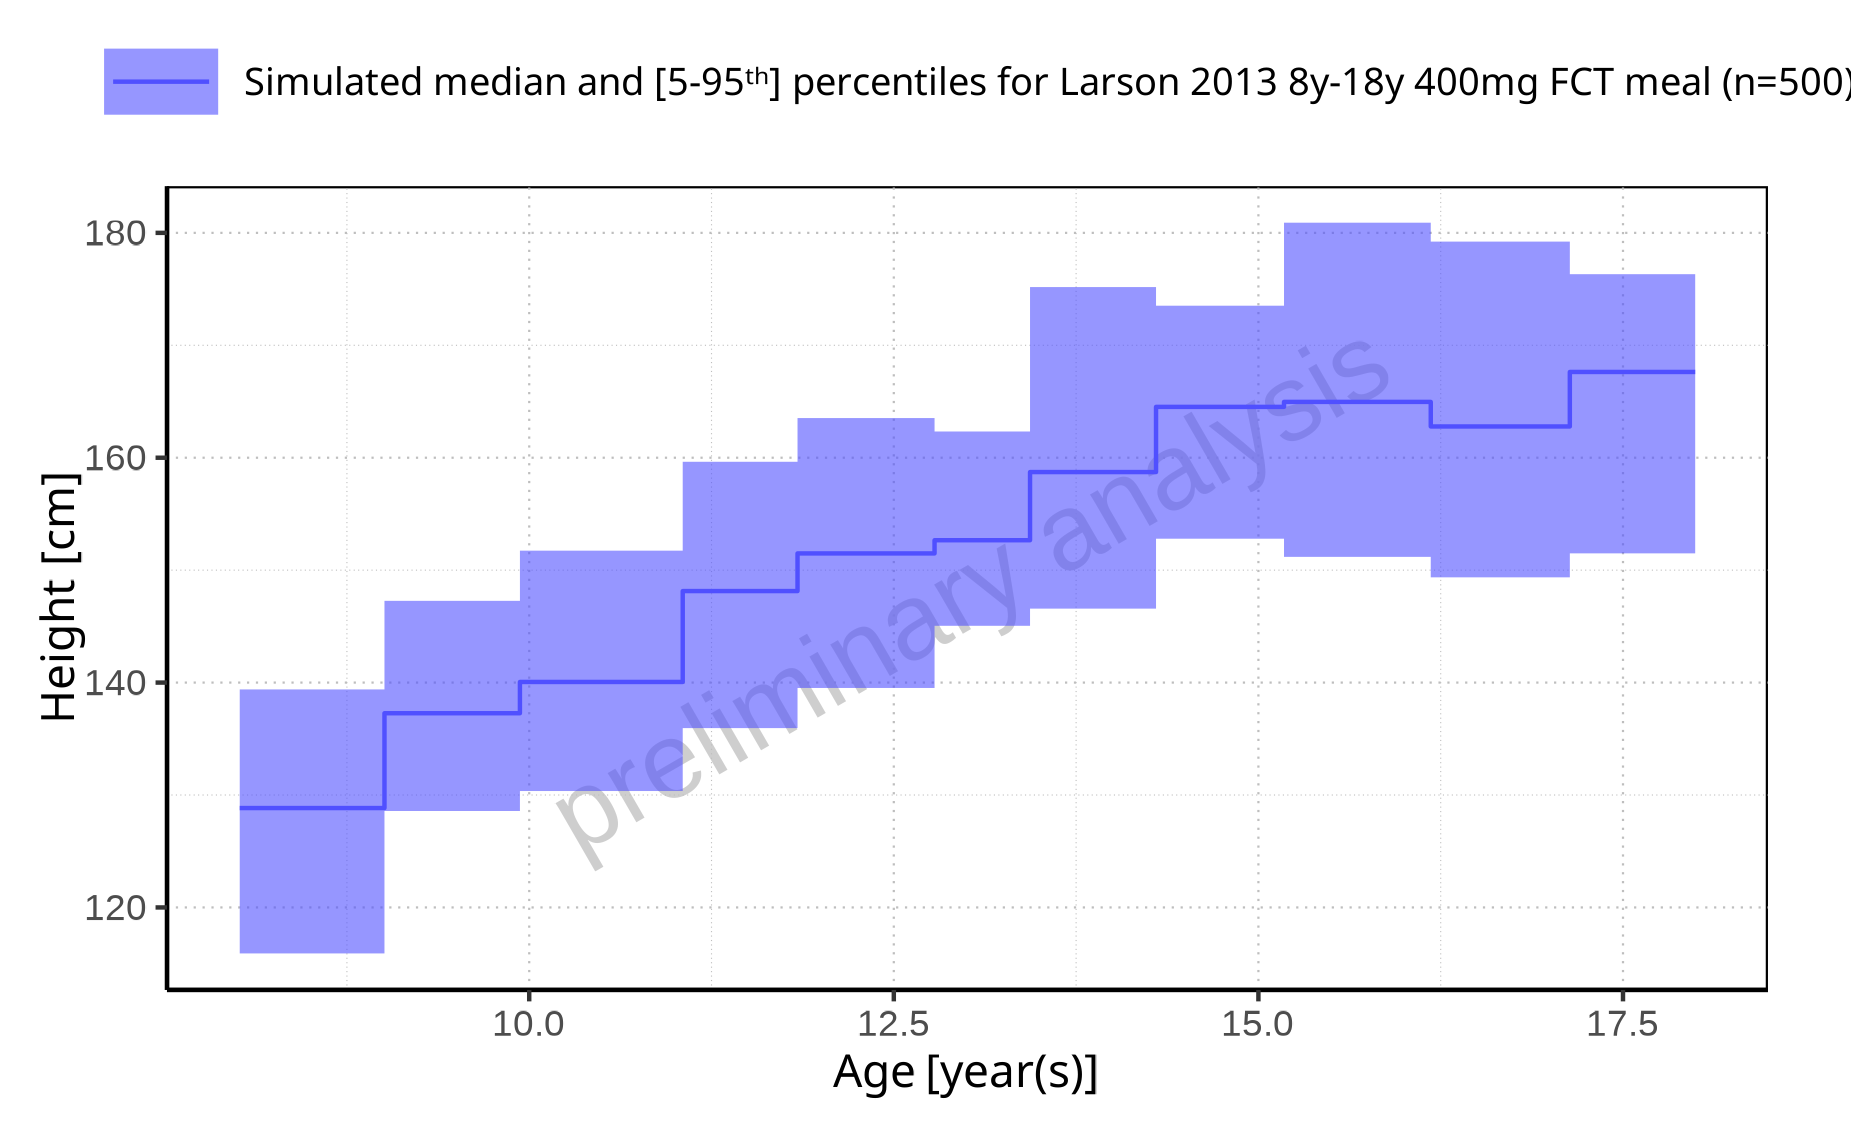 Simulated median and [5-95ᵗʰ] percentiles for Larson 2013 8y-18y 400mg FCT meal (n=500)
180
160
140
120
Height [cm]
preliminary analysis
10.0 12.5 15.0 17.5
Age [year(s)]